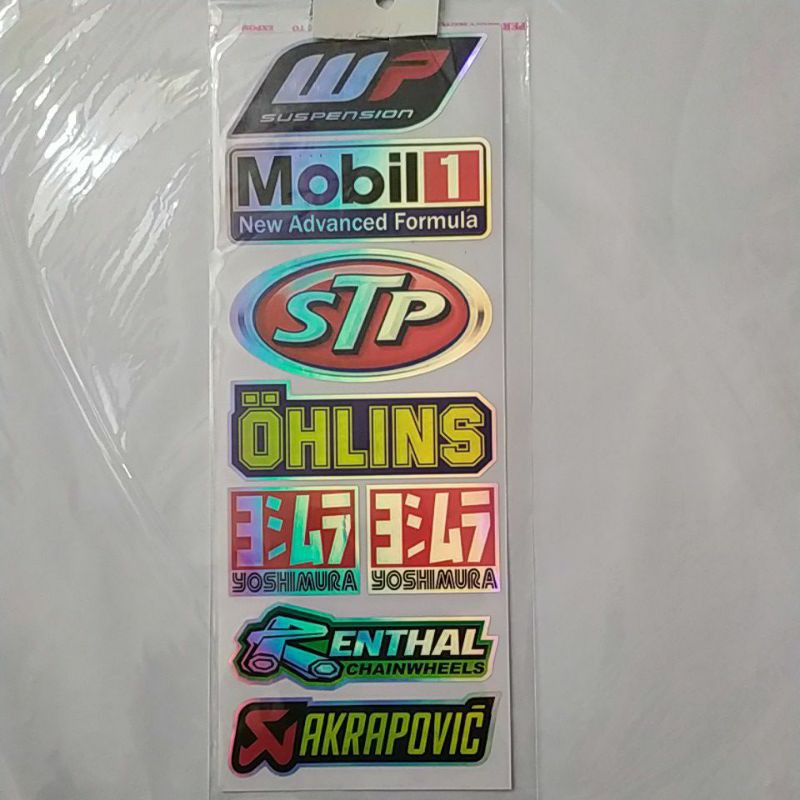 WP
SUSPENSION
Mobil 1
New Advanced Formula
STP
ÖHLINS
ヨシムラ ヨシムラ
YOSHIMURA YOSHIMURA
RENTHAL
CHAINWHEELS
AKRAPOVIČ